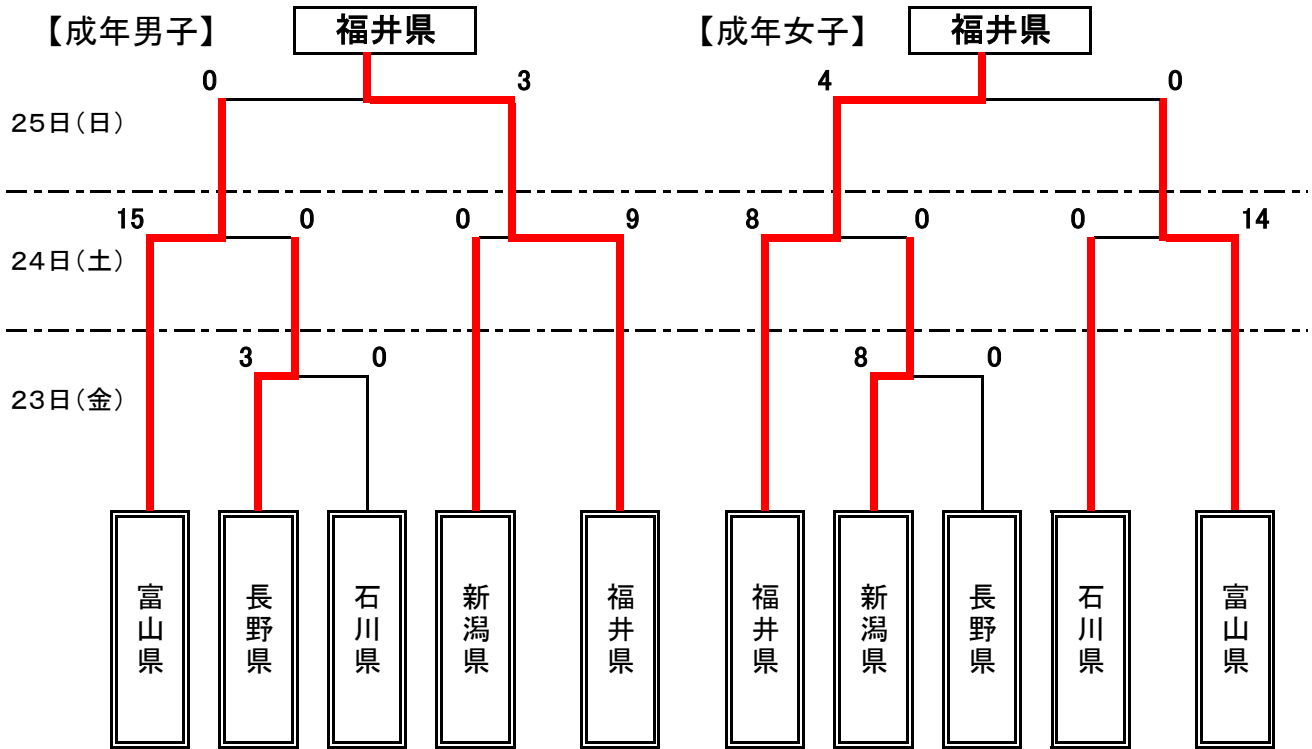 【成年男子】 福井県 【成年女子】 福井県
0 3 4 0
25日(日)
15 0 0 9 8 0 0 14
24日(土)
3 0 8 0
23日(金)
富山県
長野県
石川県
新潟県
福井県
福井県
新潟県
長野県
石川県
富山県